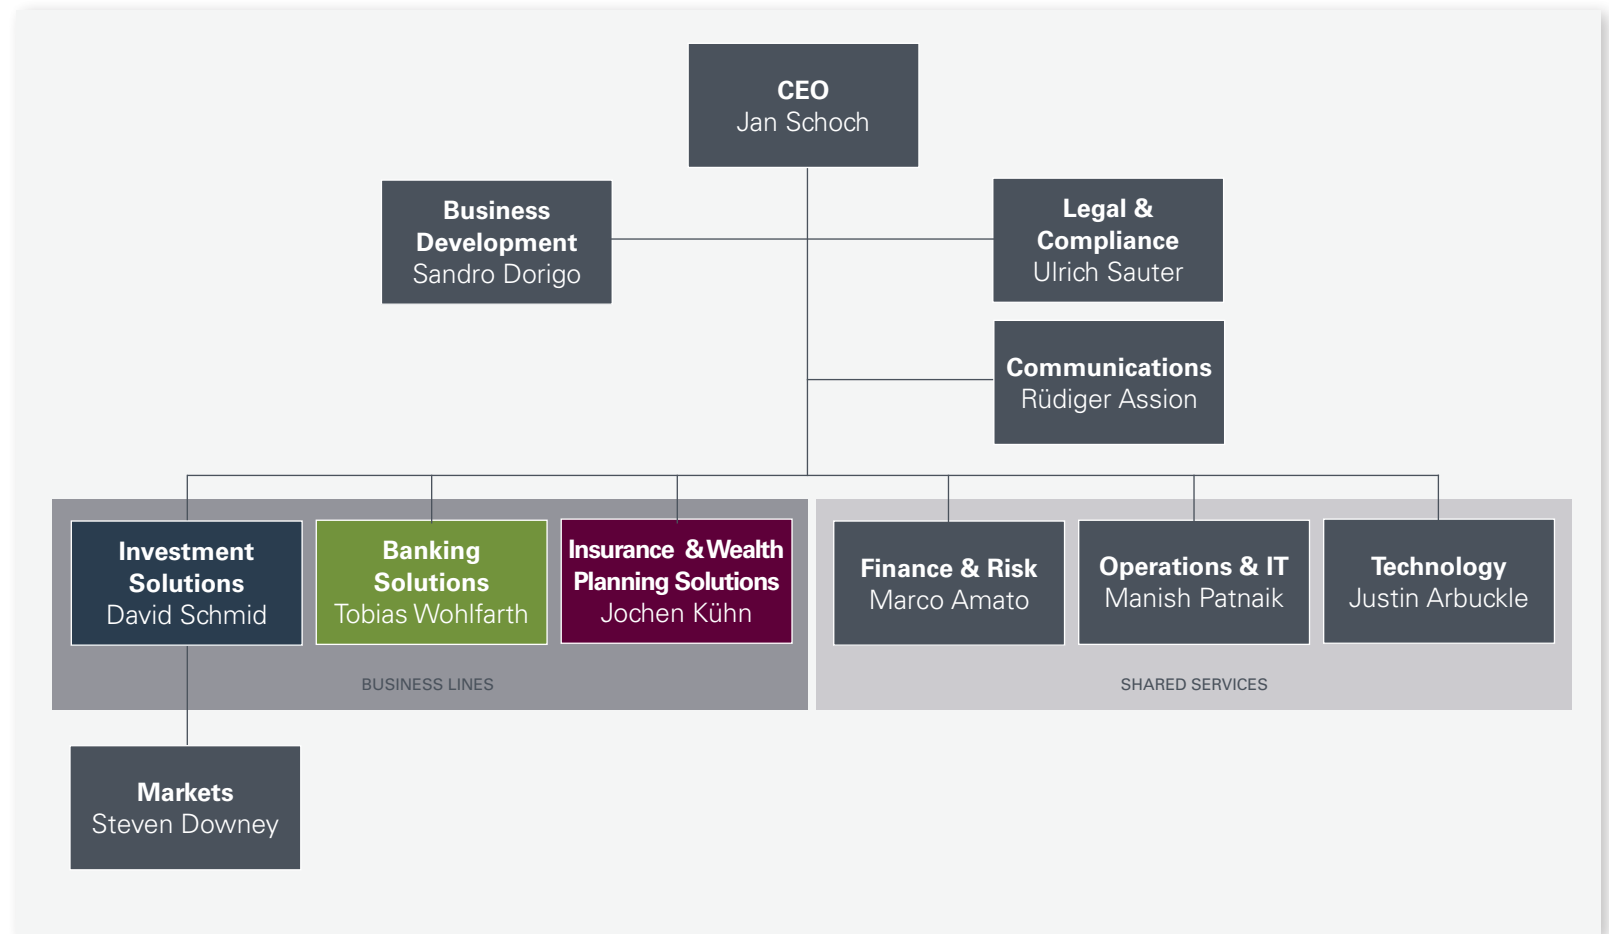 CEO
Jan Schoch
Business
Development
Sandro Dorigo
Legal &
Compliance
Ulrich Sauter
Communications
Rüdiger Assion
Investment
Solutions
David Schmid
Banking
Solutions
Tobias Wohlfarth
Insurance & Wealth
Planning Solutions
Jochen Kühn
BUSINESS LINES
Finance & Risk
Marco Amato
Operations & IT
Manish Patnaik
Technology
Justin Arbuckle
SHARED SERVICES
Markets
Steven Downey